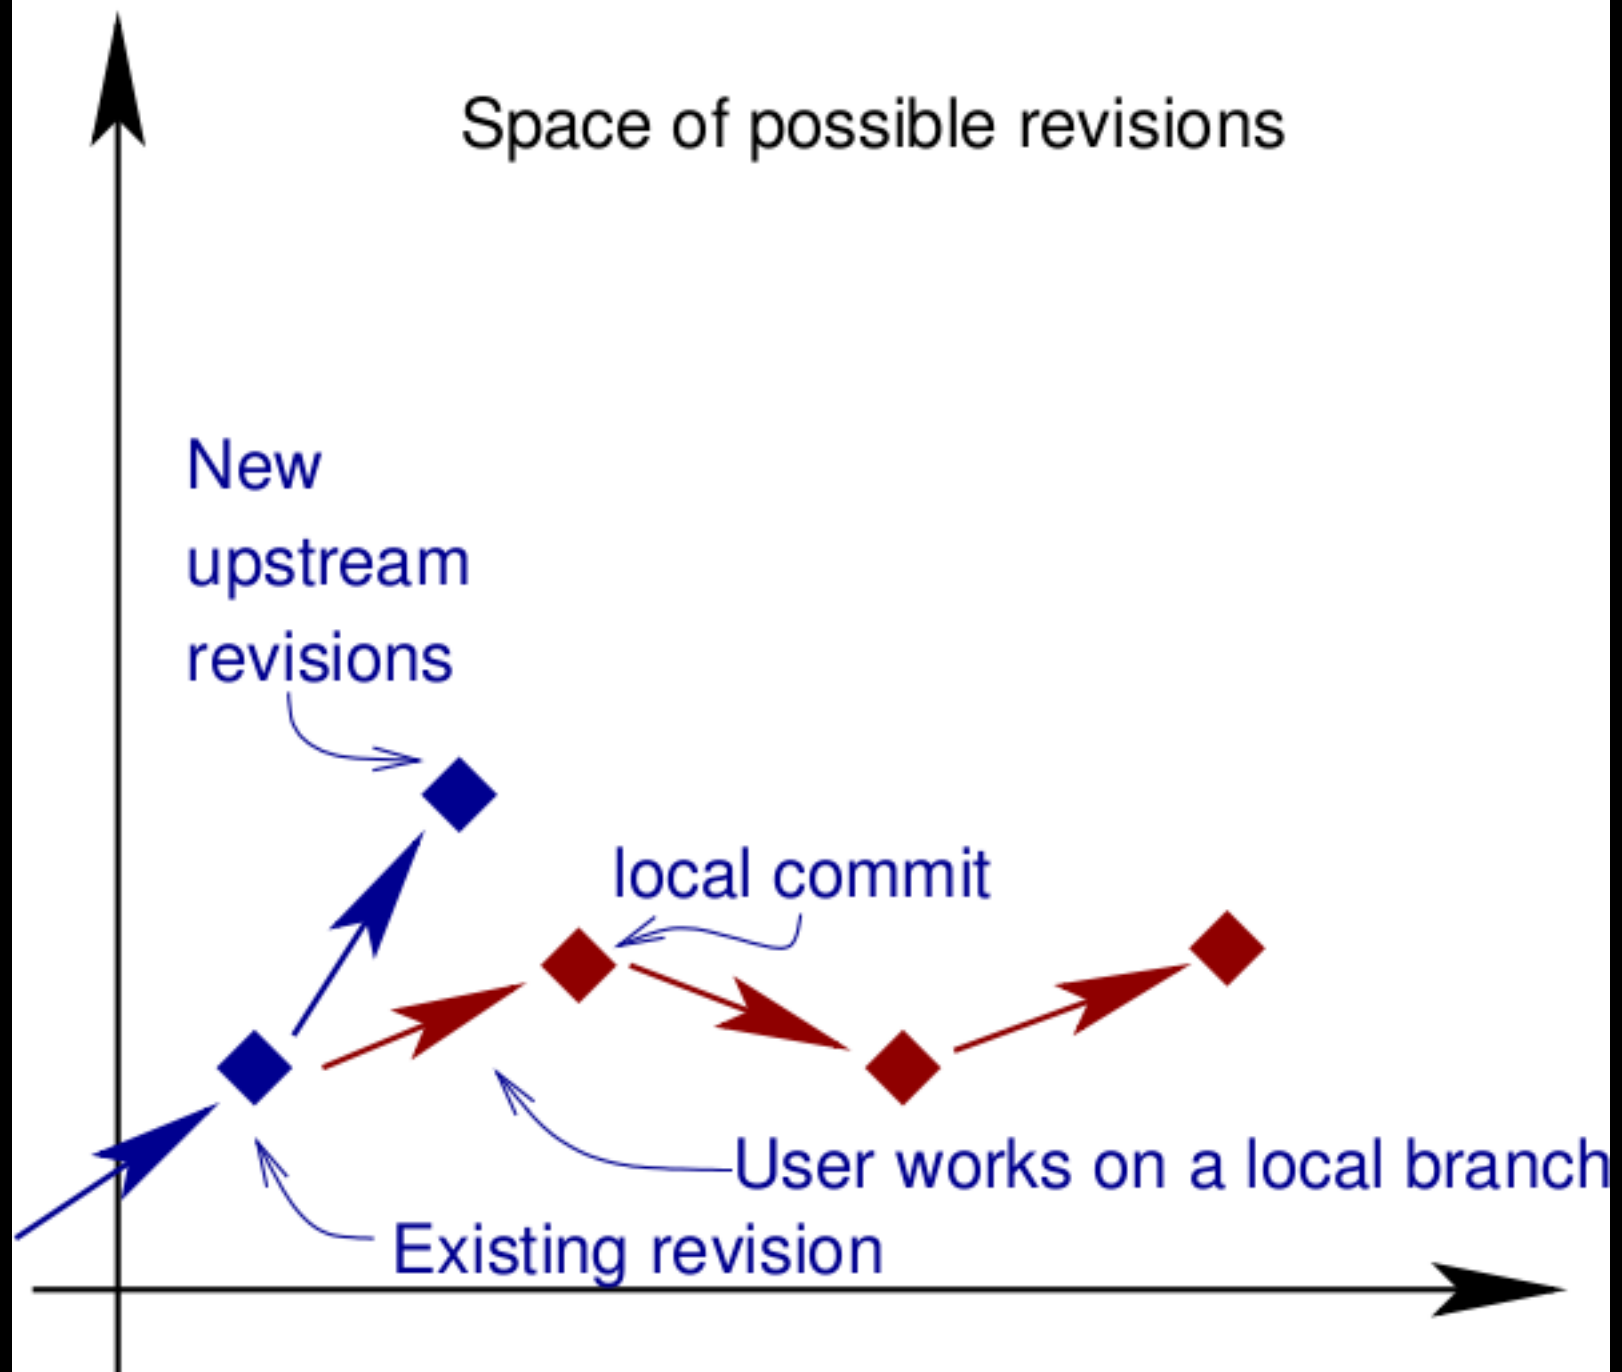 Space of possible revisions
New
upstream
revisions
local commit
User works on a local branch
Existing revision